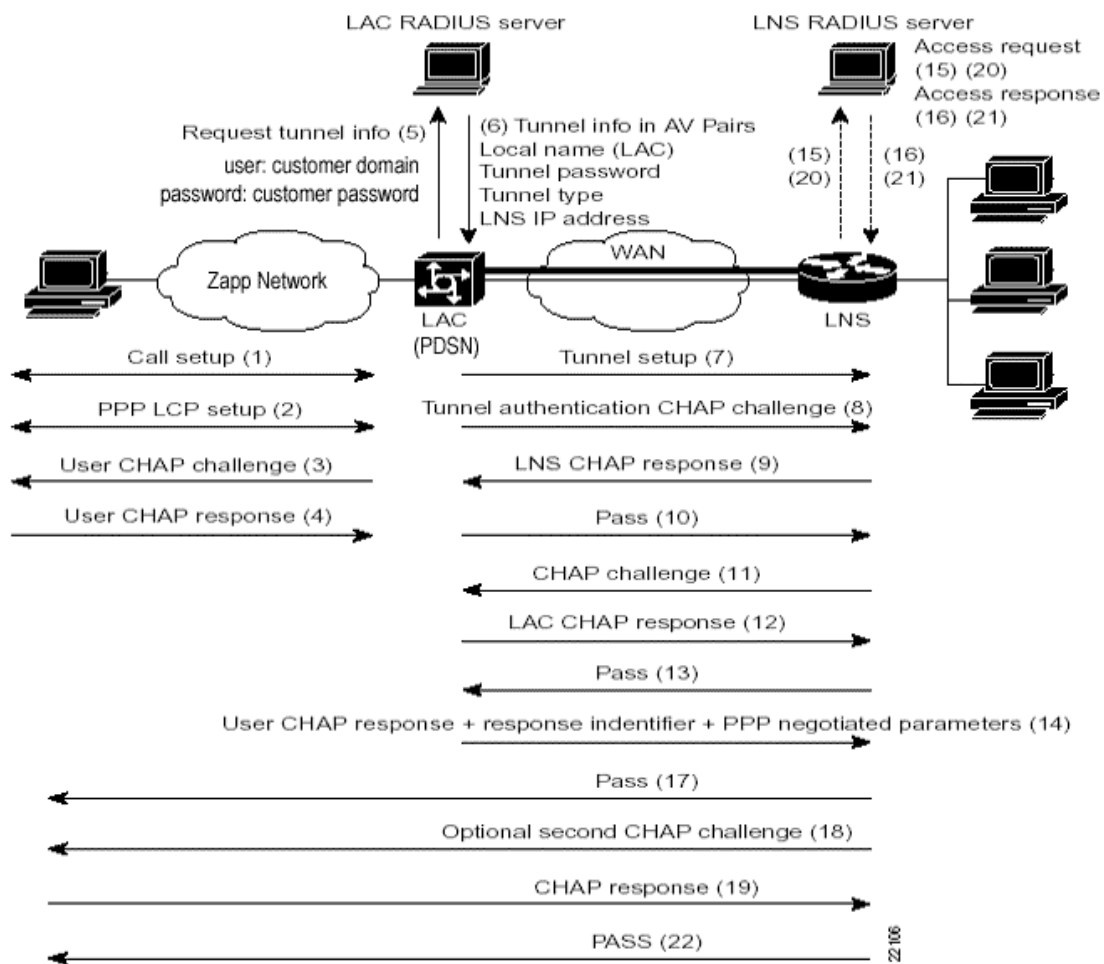 LAC RADIUS server
LNS RADIUS server
Access request
(15) (20)
Access response
(16) (21)
Request tunnel info (5)
user: customer domain
password: customer password
(6) Tunnel info in AV Pairs
Local name (LAC)
Tunnel password
Tunnel type
LNS IP address
(15)
(20)
(16)
(21)
Zapp Network
WAN
LAC
(PDSN)
LNS
Call setup (1)
Tunnel setup (7)
PPP LCP setup (2)
Tunnel authentication CHAP challenge (8)
User CHAP challenge (3)
LNS CHAP response (9)
User CHAP response (4)
Pass (10)
CHAP challenge (11)
LAC CHAP response (12)
Pass (13)
User CHAP response + response indentifier + PPP negotiated parameters (14)
Pass (17)
Optional second CHAP challenge (18)
CHAP response (19)
PASS (22)
22106